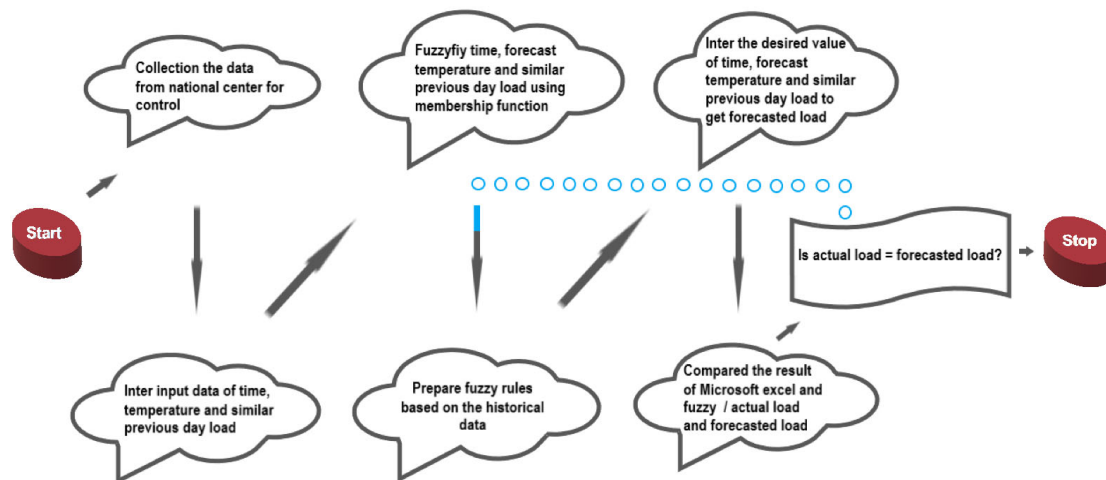 Start
Collection the data
from national center for
control
Inter input data of time,
temperature and similar
previous day load
Fuzzyfiy time, forecast
temperature and similar
previous day load using
membership function
Prepare fuzzy rules
based on the historical
data
Inter the desired value
of time, forecast
temperature and similar
previous day load to
get forecasted load
Compared the result
of Microsoft excel and
fuzzy / actual load
and forecasted load
Is actual load = forecasted load?
Stop